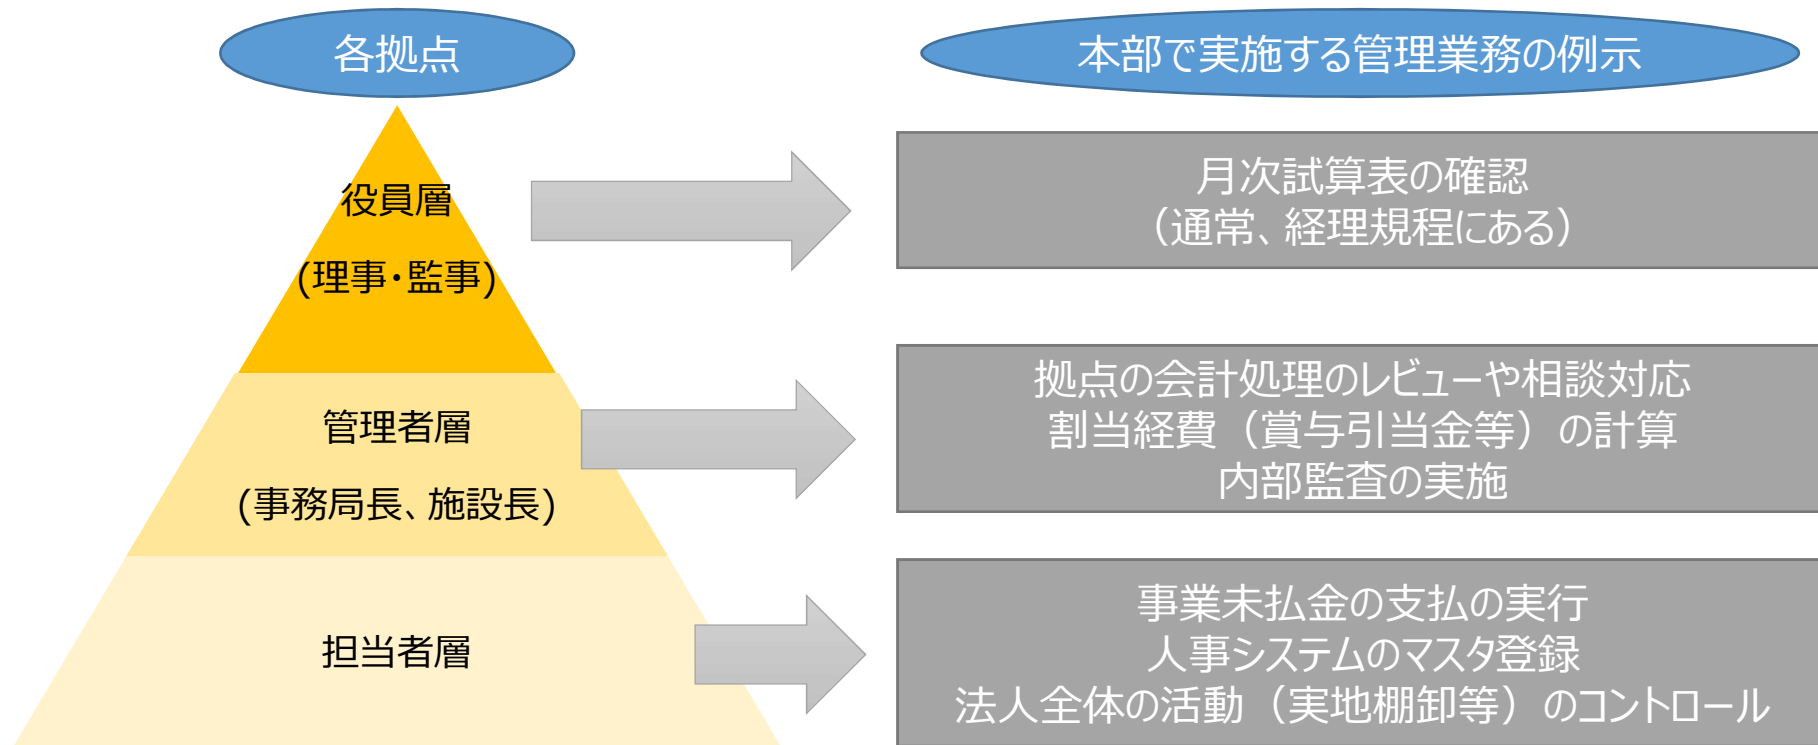 各拠点
本部で実施する管理業務の例示
役員層
(理事・監事)
月次試算表の確認
（通常、経理規程にある）
管理者層
(事務局長、施設長)
拠点の会計処理のレビューや相談対応
割当経費（賞与引当金等）の計算
内部監査の実施
担当者層
事業未払金の支払の実行
人事システムのマスタ登録
法人全体の活動（実地棚卸等）のコントロール